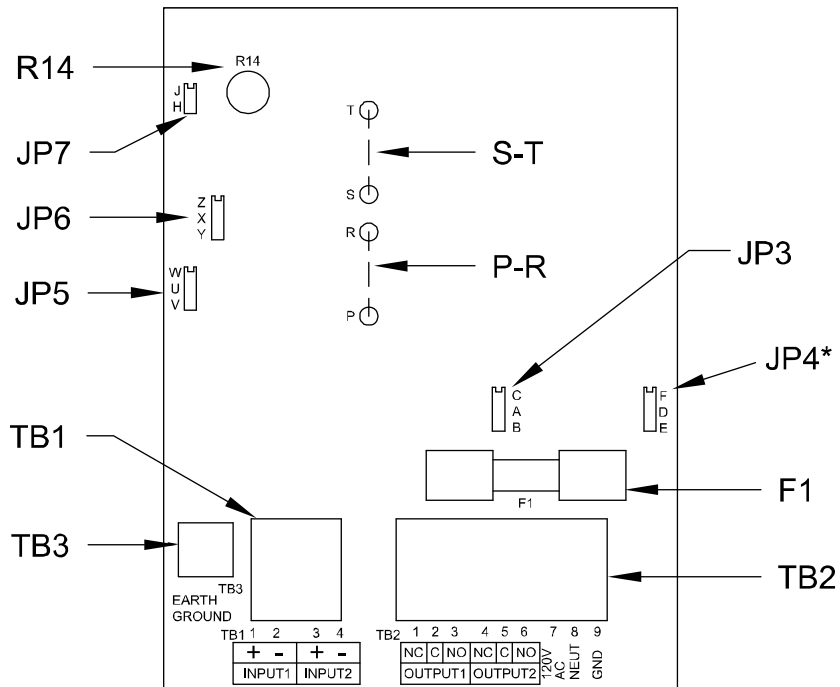 R14
R14
J
H
JP7
T
S-T
S
Z
X
Y
JP6
R
P-R
P
W
U
V
JP5
JP3
JP4*
C
A
B
F
D
E
TB1
F1
F1
TB3
TB3
EARTH
GROUND
TB2
TB1 1 2 3 4
+ - + -
INPUT1 INPUT2
TB2 1 2 3 4 5 6 7 8 9
NC C NO NC C NO
OUTPUT1 OUTPUT2
120V
AC
NEUT
GND